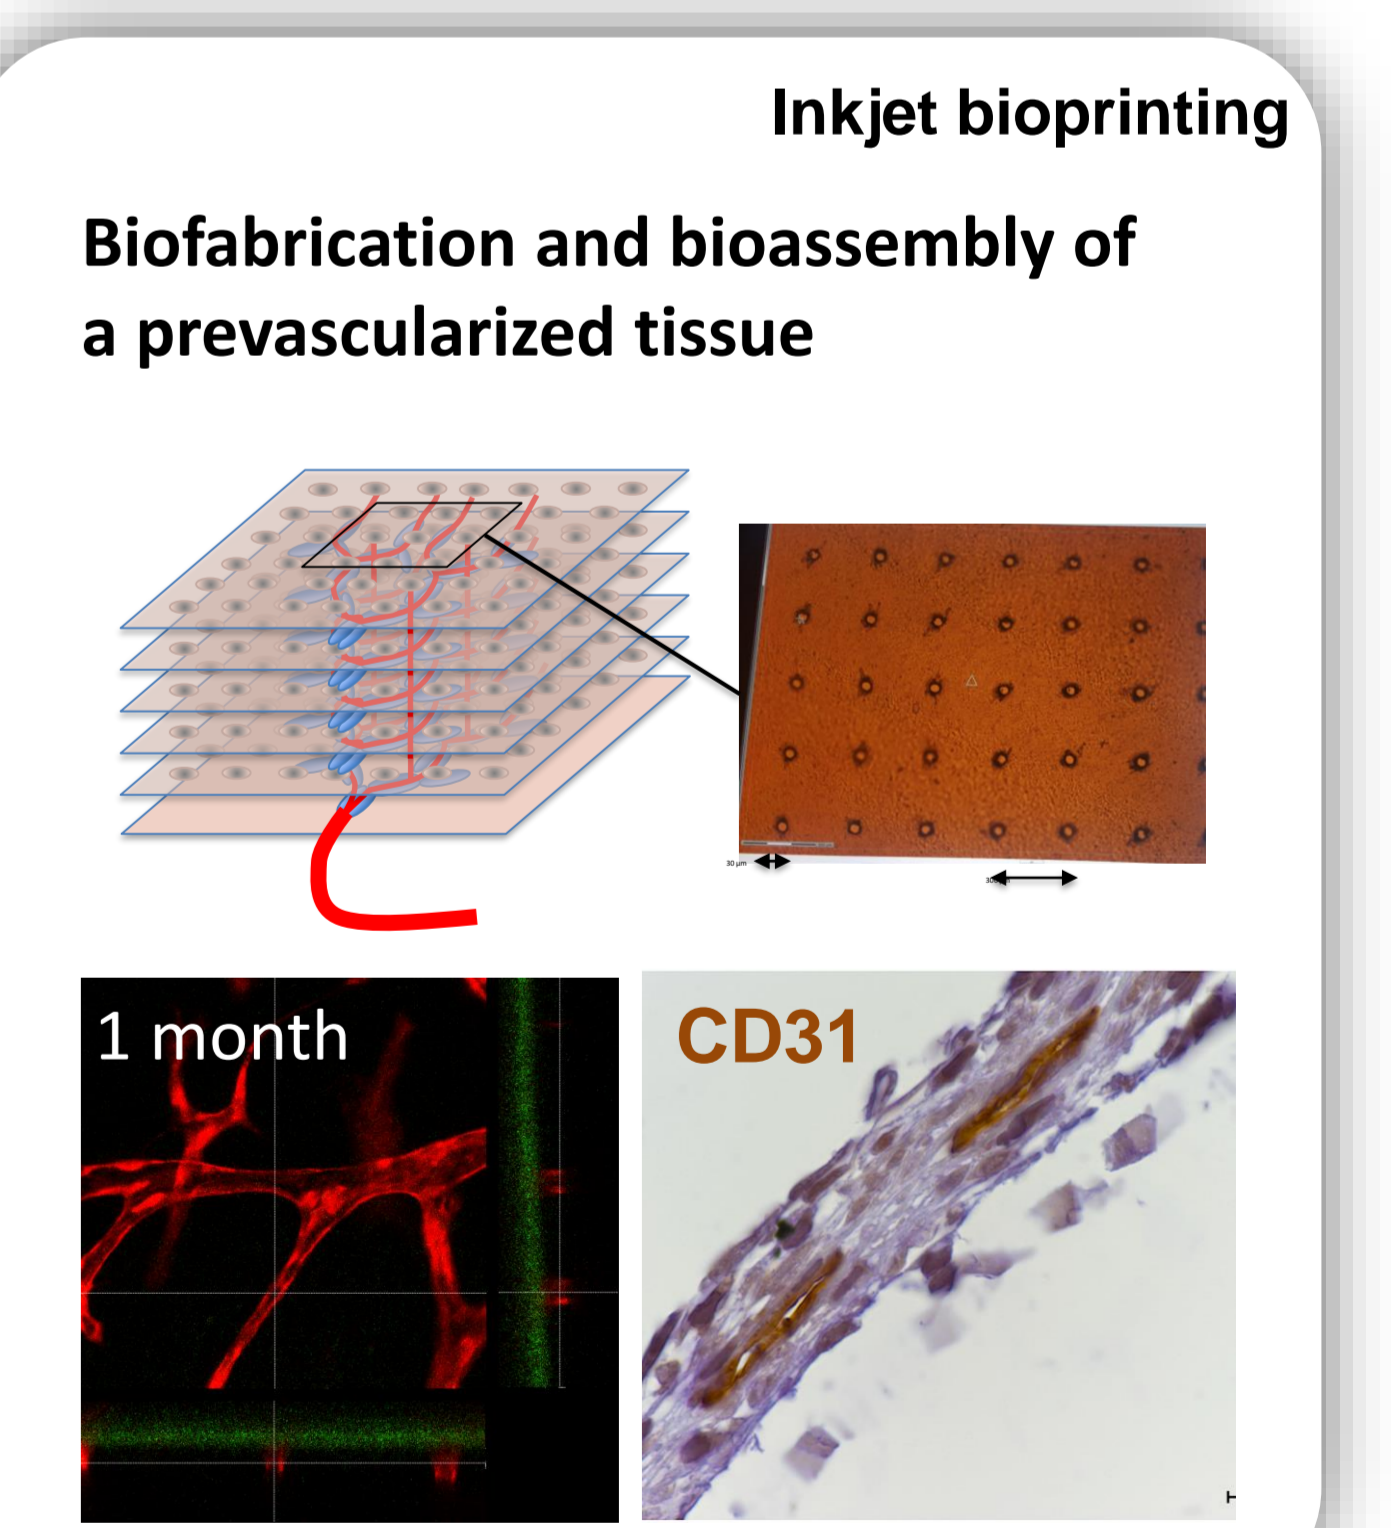 Inkjet bioprinting
Biofabrication and bioassembly of
a prevascularized tissue
30 µm
1 month
CD31